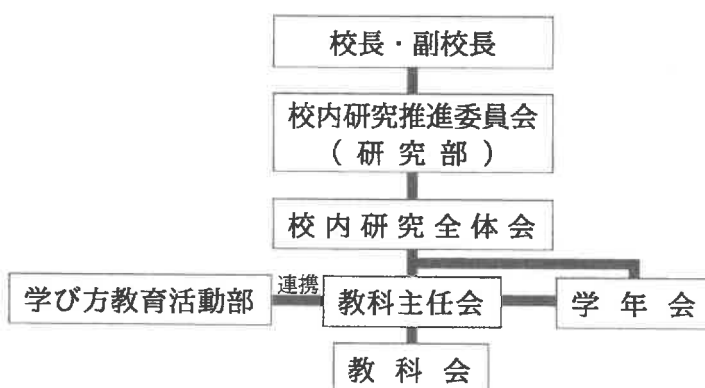 校長・副校長
校内研究推進委員会
（研究部）
校内研究全体会
学び方教育活動部
連携
教科主任会
学年会
教科会